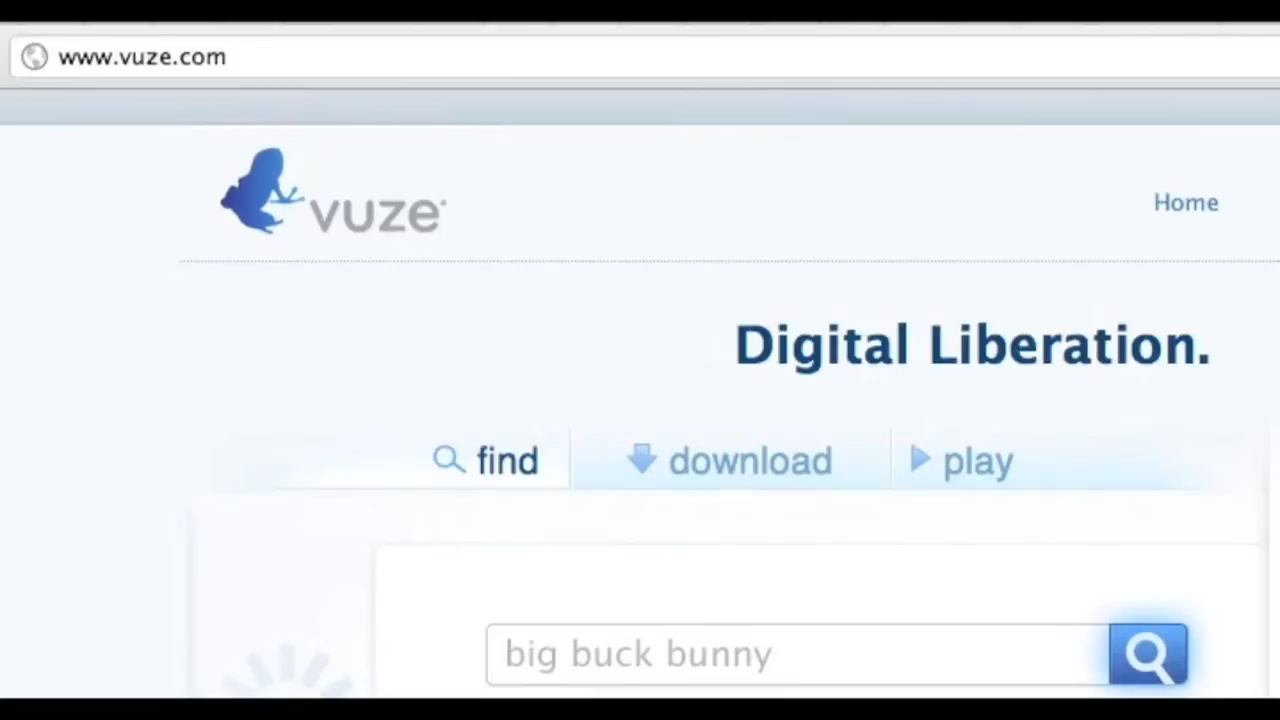 www.vuze.com
vuze
Home
Digital Liberation.
find
download
play
big buck bunny